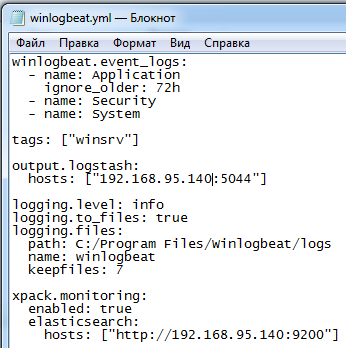 winlogbeat.yml — Блокнот
Файл Правка Формат Вид Справка
winlogbeat.event_logs:
  - name: Application
    ignore_older: 72h
  - name: Security
  - name: System
tags: ["winsrv"]
output.logstash:
  hosts: ["192.168.95.140:5044"]
logging.level: info
logging.to_files: true
logging.files:
  path: C:/Program Files/Winlogbeat/logs
  name: winlogbeat
  keepfiles: 7
xpack.monitoring:
  enabled: true
  elasticsearch:
    hosts: ["http://192.168.95.140:9200"]